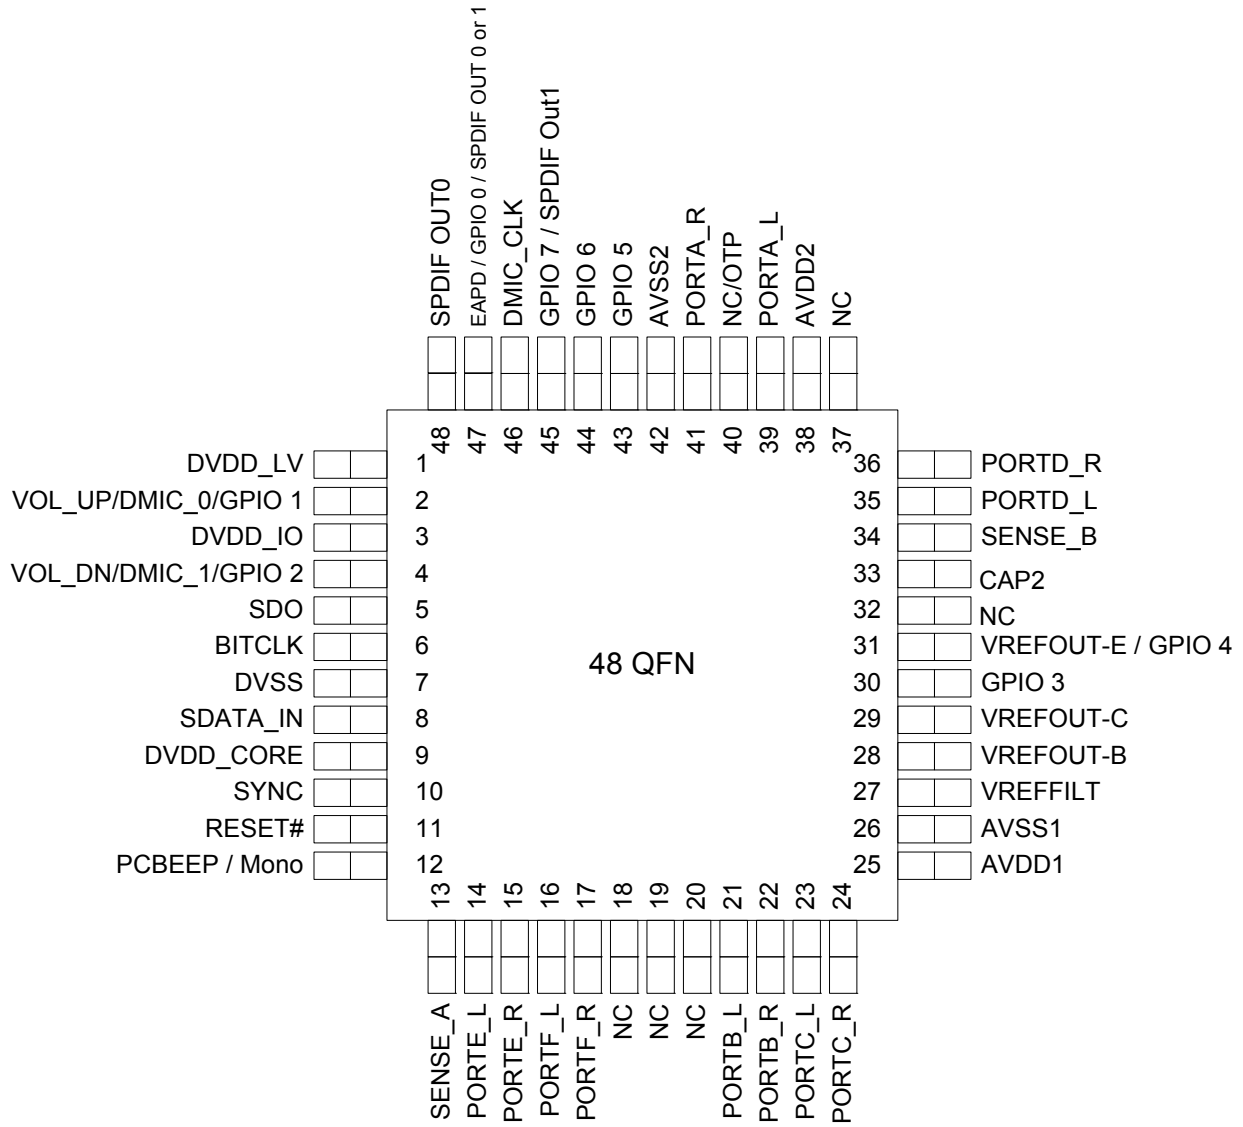 SPDIF OUT0
EAPD / GPIO 0 / SPDIF OUT 0 or 1
DMIC_CLK
GPIO 7 / SPDIF Out1
GPIO 6
GPIO 5
AVSS2
PORTA_R
NC/OTP
PORTA_L
AVDD2
NC
48
47
46
45
44
43
42
41
40
39
38
37
DVDD_LV 1
VOL_UP/DMIC_0/GPIO 1 2
DVDD_IO 3
VOL_DN/DMIC_1/GPIO 2 4
SDO 5
BITCLK 6
DVSS 7
SDATA_IN 8
DVDD_CORE 9
SYNC 10
RESET# 11
PCBEEP / Mono 12
48 QFN
36 PORTD_R
35 PORTD_L
34 SENSE_B
33 CAP2
32 NC
31 VREFOUT-E / GPIO 4
30 GPIO 3
29 VREFOUT-C
28 VREFOUT-B
27 VREFFILT
26 AVSS1
25 AVDD1
13
14
15
16
17
18
19
20
21
22
23
24
SENSE_A
PORTE_L
PORTE_R
PORTF_L
PORTF_R
NC
NC
NC
PORTB_L
PORTB_R
PORTC_L
PORTC_R